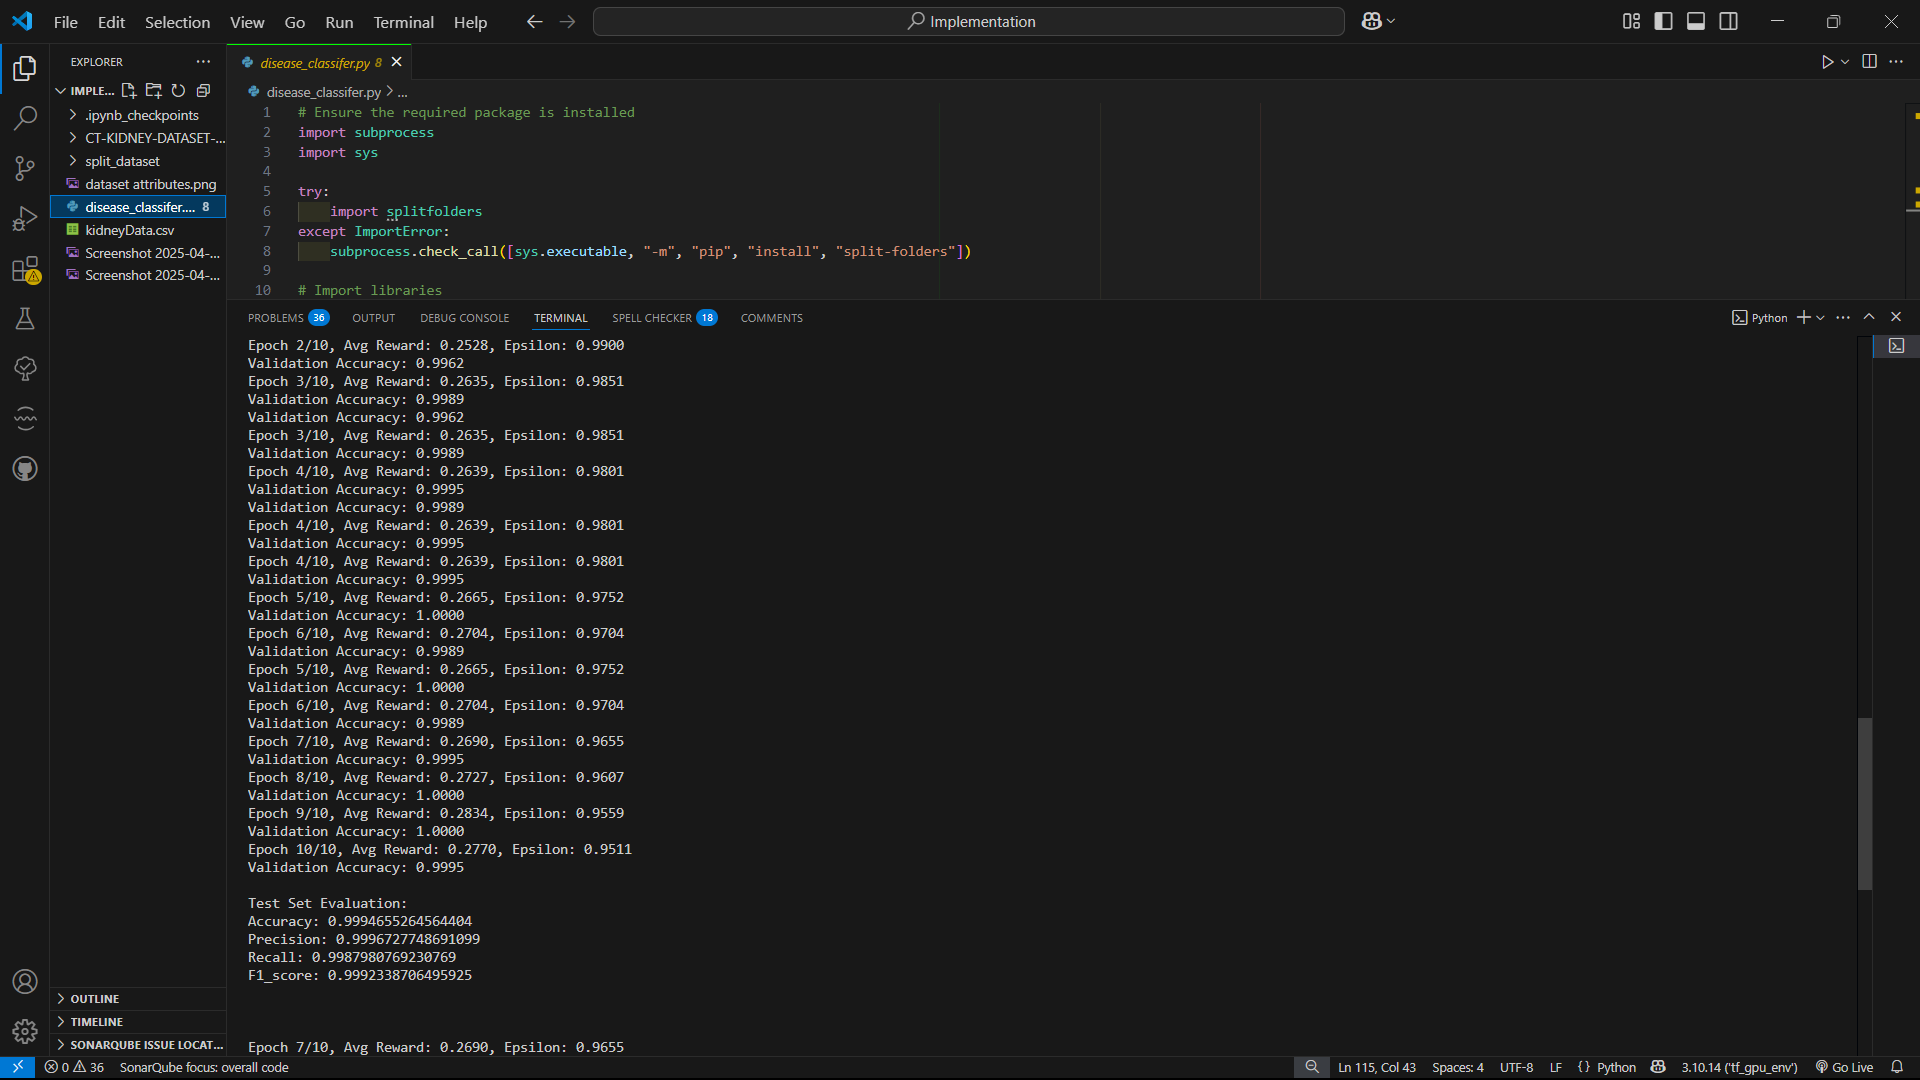 File Edit Selection View Go Run Terminal Help
Implementation
EXPLORER
IMPLE...
.ipynb_checkpoints
CT-KIDNEY-DATASET-...
split_dataset
dataset attributes.png
disease_classifer.... 8
kidneyData.csv
Screenshot 2025-04-...
Screenshot 2025-04-...
OUTLINE
TIMELINE
SONARQUBE ISSUE LOCAT...
disease_classifer.py 8
disease_classifer.py > ...
1 # Ensure the required package is installed
2 import subprocess
3 import sys
4
5 try:
6 import splitfolders
7 except ImportError:
8 subprocess.check_call([sys.executable, "-m", "pip", "install", "split-folders"])
9
10 # Import libraries
PROBLEMS 36 OUTPUT DEBUG CONSOLE TERMINAL SPELL CHECKER 18 COMMENTS
Python
Epoch 2/10, Avg Reward: 0.2528, Epsilon: 0.9900
Validation Accuracy: 0.9962
Epoch 3/10, Avg Reward: 0.2635, Epsilon: 0.9851
Validation Accuracy: 0.9989
Validation Accuracy: 0.9962
Epoch 3/10, Avg Reward: 0.2635, Epsilon: 0.9851
Validation Accuracy: 0.9989
Epoch 4/10, Avg Reward: 0.2639, Epsilon: 0.9801
Validation Accuracy: 0.9995
Validation Accuracy: 0.9989
Epoch 4/10, Avg Reward: 0.2639, Epsilon: 0.9801
Validation Accuracy: 0.9995
Epoch 4/10, Avg Reward: 0.2639, Epsilon: 0.9801
Validation Accuracy: 0.9995
Epoch 5/10, Avg Reward: 0.2665, Epsilon: 0.9752
Validation Accuracy: 1.0000
Epoch 6/10, Avg Reward: 0.2704, Epsilon: 0.9704
Validation Accuracy: 0.9989
Epoch 5/10, Avg Reward: 0.2665, Epsilon: 0.9752
Validation Accuracy: 1.0000
Epoch 6/10, Avg Reward: 0.2704, Epsilon: 0.9704
Validation Accuracy: 0.9989
Epoch 7/10, Avg Reward: 0.2690, Epsilon: 0.9655
Validation Accuracy: 0.9995
Epoch 8/10, Avg Reward: 0.2727, Epsilon: 0.9607
Validation Accuracy: 1.0000
Epoch 9/10, Avg Reward: 0.2834, Epsilon: 0.9559
Validation Accuracy: 1.0000
Epoch 10/10, Avg Reward: 0.2770, Epsilon: 0.9511
Validation Accuracy: 0.9995
Test Set Evaluation:
Accuracy: 0.9994655264564404
Precision: 0.9996727748691099
Recall: 0.9987980769230769
F1_score: 0.9992338706495925
Epoch 7/10, Avg Reward: 0.2690, Epsilon: 0.9655
0 36 SonarQube focus: overall code Ln 115, Col 43 Spaces: 4 UTF-8 LF {} Python 3.10.14 ('tf_gpu_env') Go Live